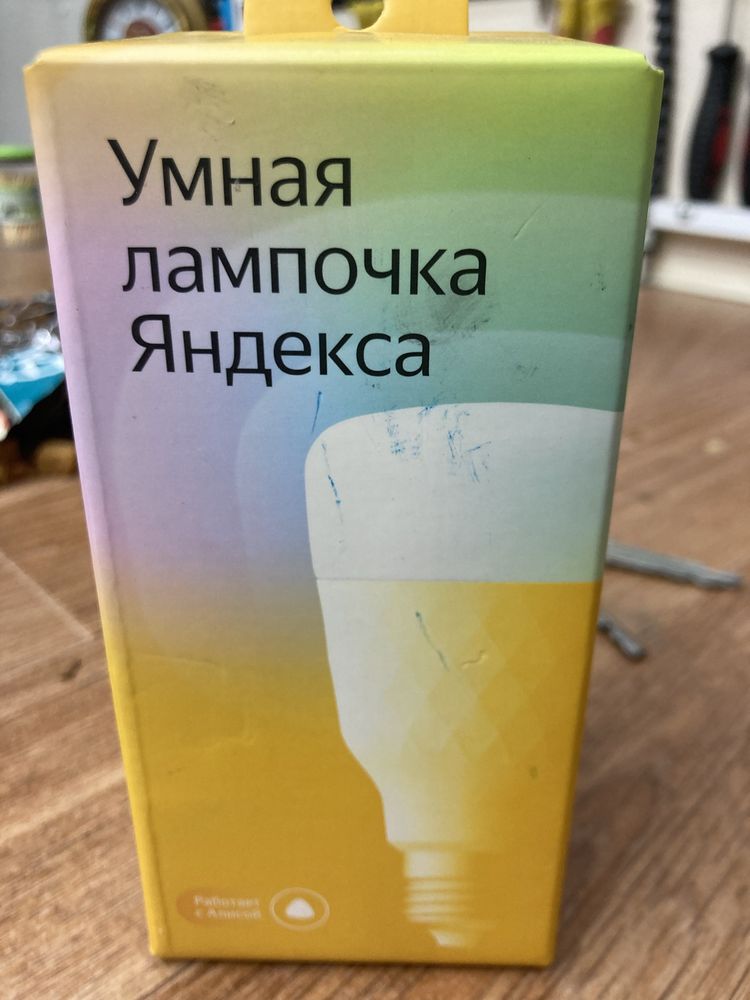 Умная
лампочка
Яндекса
Работает
с Алисой